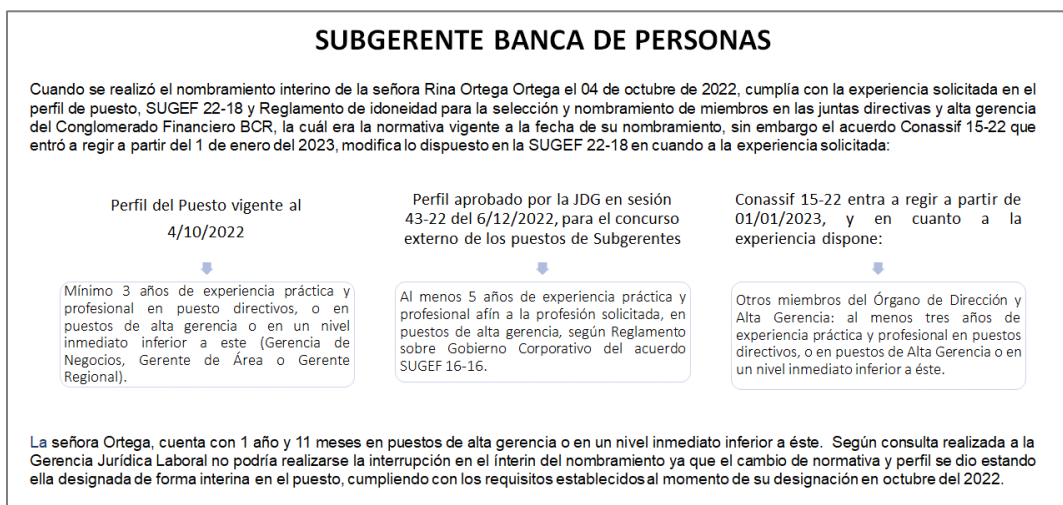 SUBGERENTE BANCA DE PERSONAS
Cuando se realizó el nombramiento interino de la señora Rina Ortega Ortega el 04 de octubre de 2022, cumplía con la experiencia solicitada en el
perfil de puesto, SUGEF 22-18 y Reglamento de idoneidad para la selección y nombramiento de miembros en las juntas directivas y alta gerencia
del Conglomerado Financiero BCR, la cuál era la normativa vigente a la fecha de su nombramiento, sin embargo el acuerdo Conassif 15-22 que
entró a regir a partir del 1 de enero del 2023, modifica lo dispuesto en la SUGEF 22-18 en cuando a la experiencia solicitada:
Perfil del Puesto vigente al
4/10/2022
Mínimo 3 años de experiencia práctica y
profesional en puesto directivos, o en
puestos de alta gerencia o en un nivel
inmediato inferior a este (Gerencia de
Negocios, Gerente de Área o Gerente
Regional).
Perfil aprobado por la JDG en sesión
43-22 del 6/12/2022, para el concurso
externo de los puestos de Subgerentes
Al menos 5 años de experiencia práctica y
profesional afín a la profesión solicitada, en
puestos de alta gerencia, según Reglamento
sobre Gobierno Corporativo del acuerdo
SUGEF 16-16.
Conassif 15-22 entra a regir a partir de
01/01/2023, y en cuanto a la
experiencia dispone:
Otros miembros del Órgano de Dirección y
Alta Gerencia: al menos tres años de
experiencia práctica y profesional en puestos
directivos, o en puestos de Alta Gerencia o en
un nivel inmediato inferior a éste.
La señora Ortega, cuenta con 1 año y 11 meses en puestos de alta gerencia o en un nivel inmediato inferior a éste. Según consulta realizada a la
Gerencia Jurídica Laboral no podría realizarse la interrupción en el ínterin del nombramiento ya que el cambio de normativa y perfil se dio estando
ella designada de forma interina en el puesto, cumpliendo con los requisitos establecidos al momento de su designación en octubre del 2022.